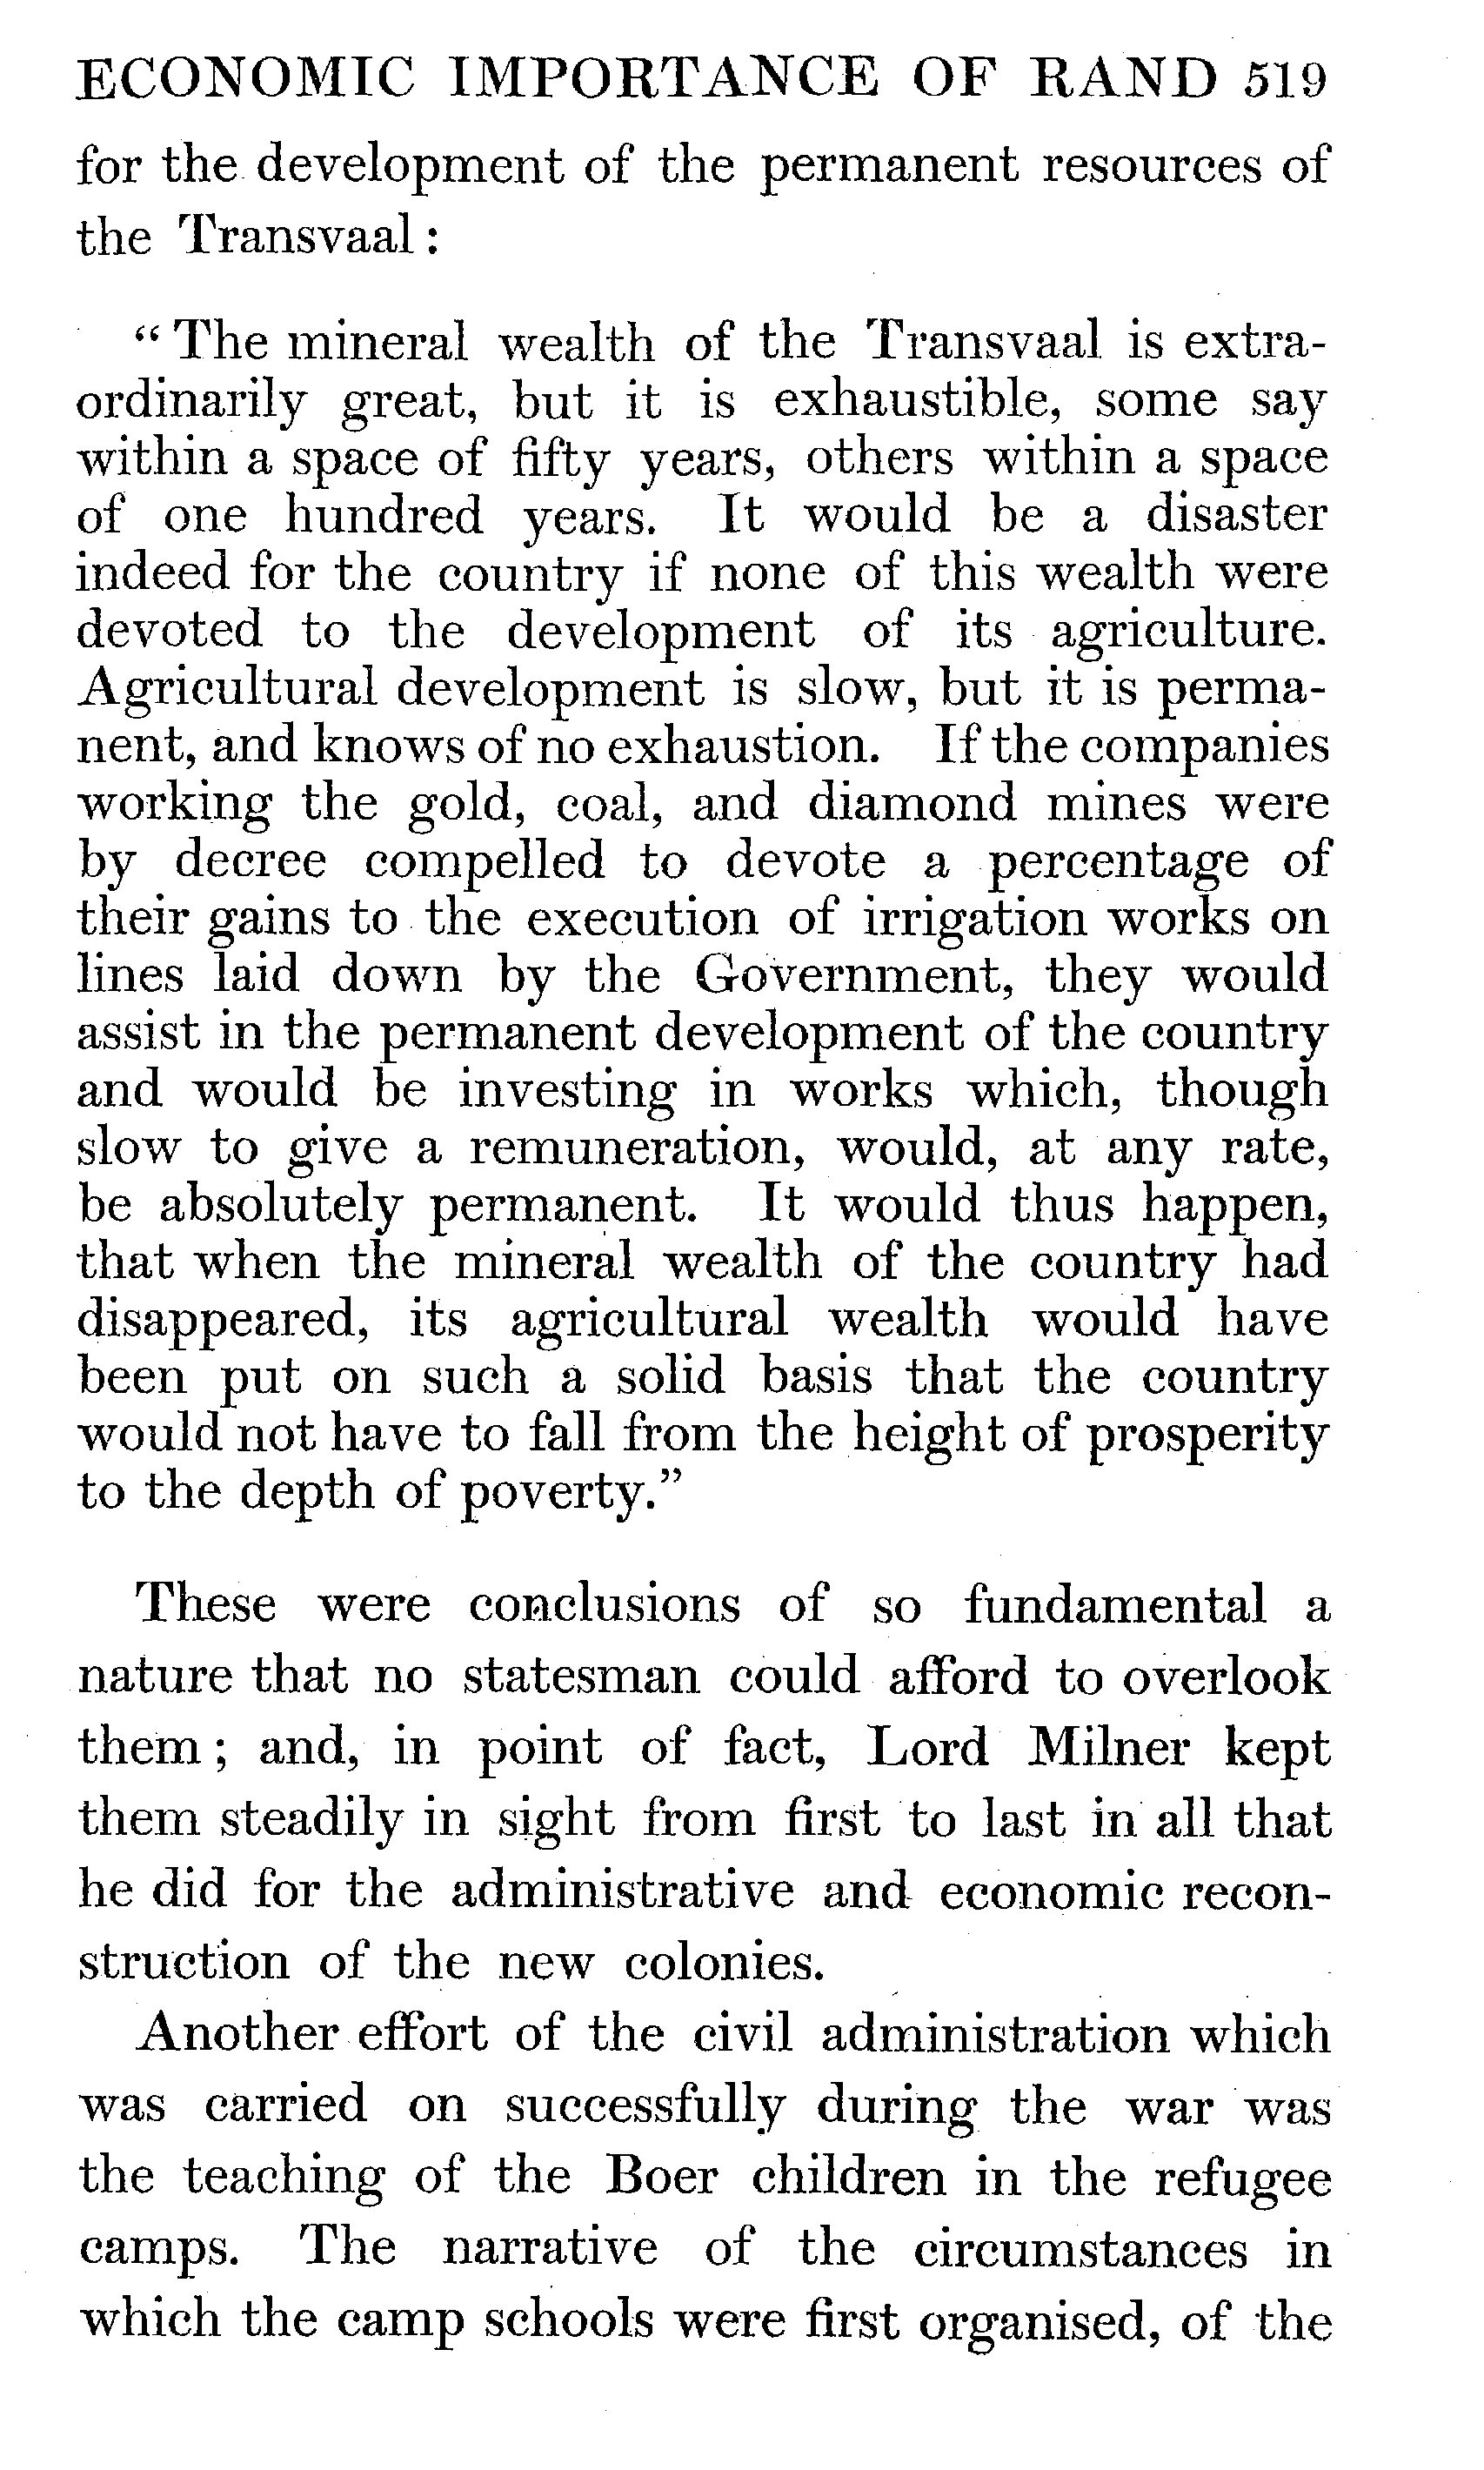 ECONOMIC IMPORTANCE OF RAND 519
for the development of the permanent resources of
the Transvaal :
“ The mineral wealth of the Transvaal is extra-
ordinarily great, but it is exhaustible, some say
within a space of fifty years, others within a space
of one hundred years. It would be a disaster
indeed for the country if none of this wealth were
devoted to the development of its agriculture.
Agricultural development is slow, but it is perma-
nent, and knows of no exhaustion. If the companies
working the gold, coal, and diamond mines were
by decree compelled to devote a percentage of
their gains to the execution of irrigation works on
lines laid down by the Government, they would
assist in the permanent development of the country
and would be investing in works which, though
slow to give a remuneration, would, at any rate,
be absolutely permanent. It would thus happen,
that when the mineral wealth of the country had
disappeared, its agricultural wealth would have
been put on such a solid basis that the country
would not have to fall from the height of prosperity
to the depth of poverty.”
These were conclusions of so fundamental a
nature that no statesman could afford to overlook
them ; and, in point of fact, Lord Milner kept
them steadily in sight from first to last in all that
he did for the administrative and economic recon-
struction of the new colonies.
Another effort of the civil administration which
was carried on successfully during the war was
the teaching of the Boer children in the refugee
camps. The narrative of the circumstances in
which the camp schools were first organised, of the